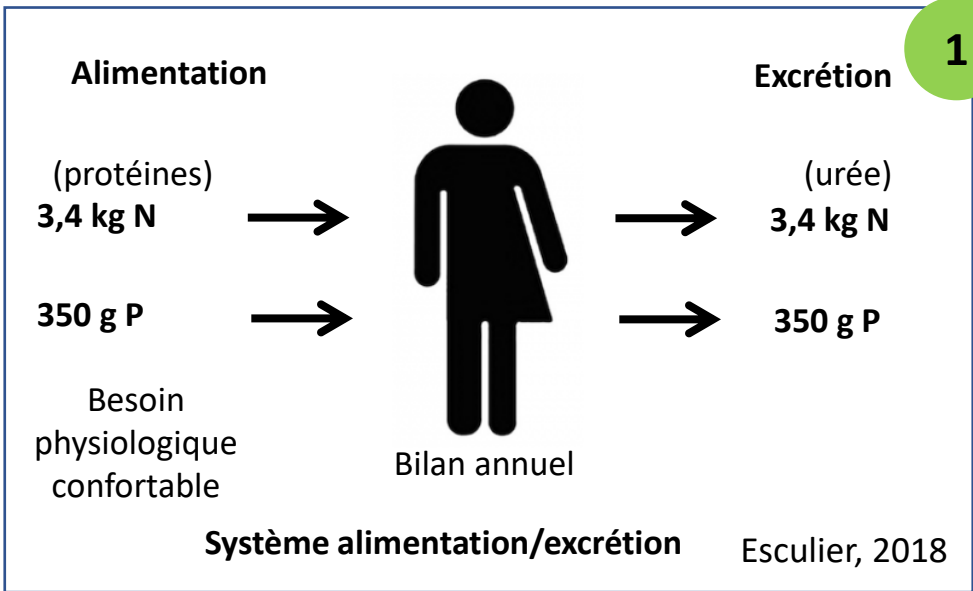 1
Alimentation
Excrétion
(protéines)
3,4 kg N
(urée)
3,4 kg N
350 g P
350 g P
Besoin
physiologique
confortable
Bilan annuel
Système alimentation/excrétion
Esculier, 2018